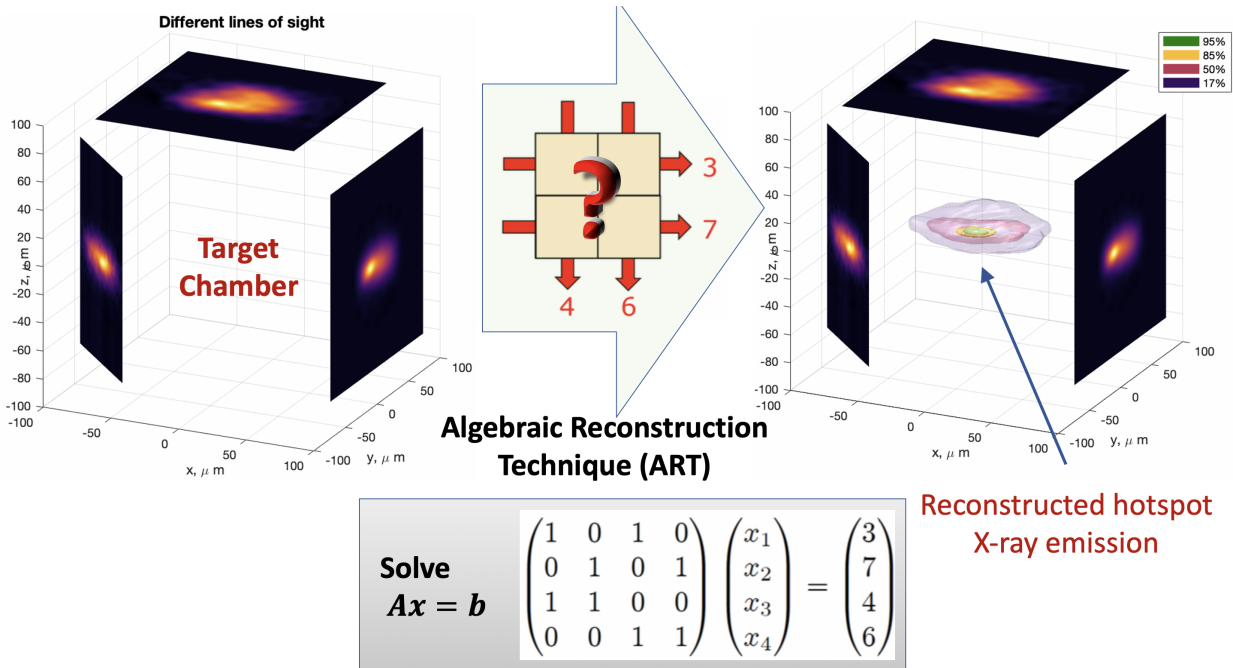 Different lines of sight
100
80
60
40
20
0
-20
-40
-60
-80
-100
z, μ m
-100
-50
0
50
100
x, μ m
-100
-50
0
50
100
y, μ m
Target
Chamber
?
3
7
4
6
Algebraic Reconstruction
Technique (ART)
95%
85%
50%
17%
100
80
60
40
20
0
-20
-40
-60
-80
-100
z, μ m
-100
-50
0
50
100
x, μ m
-100
-50
0
50
100
y, μ m
Reconstructed hotspot
X-ray emission
Solve
Ax = b
1 0 1 0 x₁ 3
0 1 0 1 x₂ 7
1 1 0 0 x₃ = 4
0 0 1 1 x₄ 6